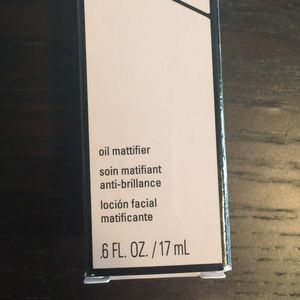 oil mattifier
soin matifiant
anti-brillance
loción facial
matificante
.6 FL. OZ. / 17 mL